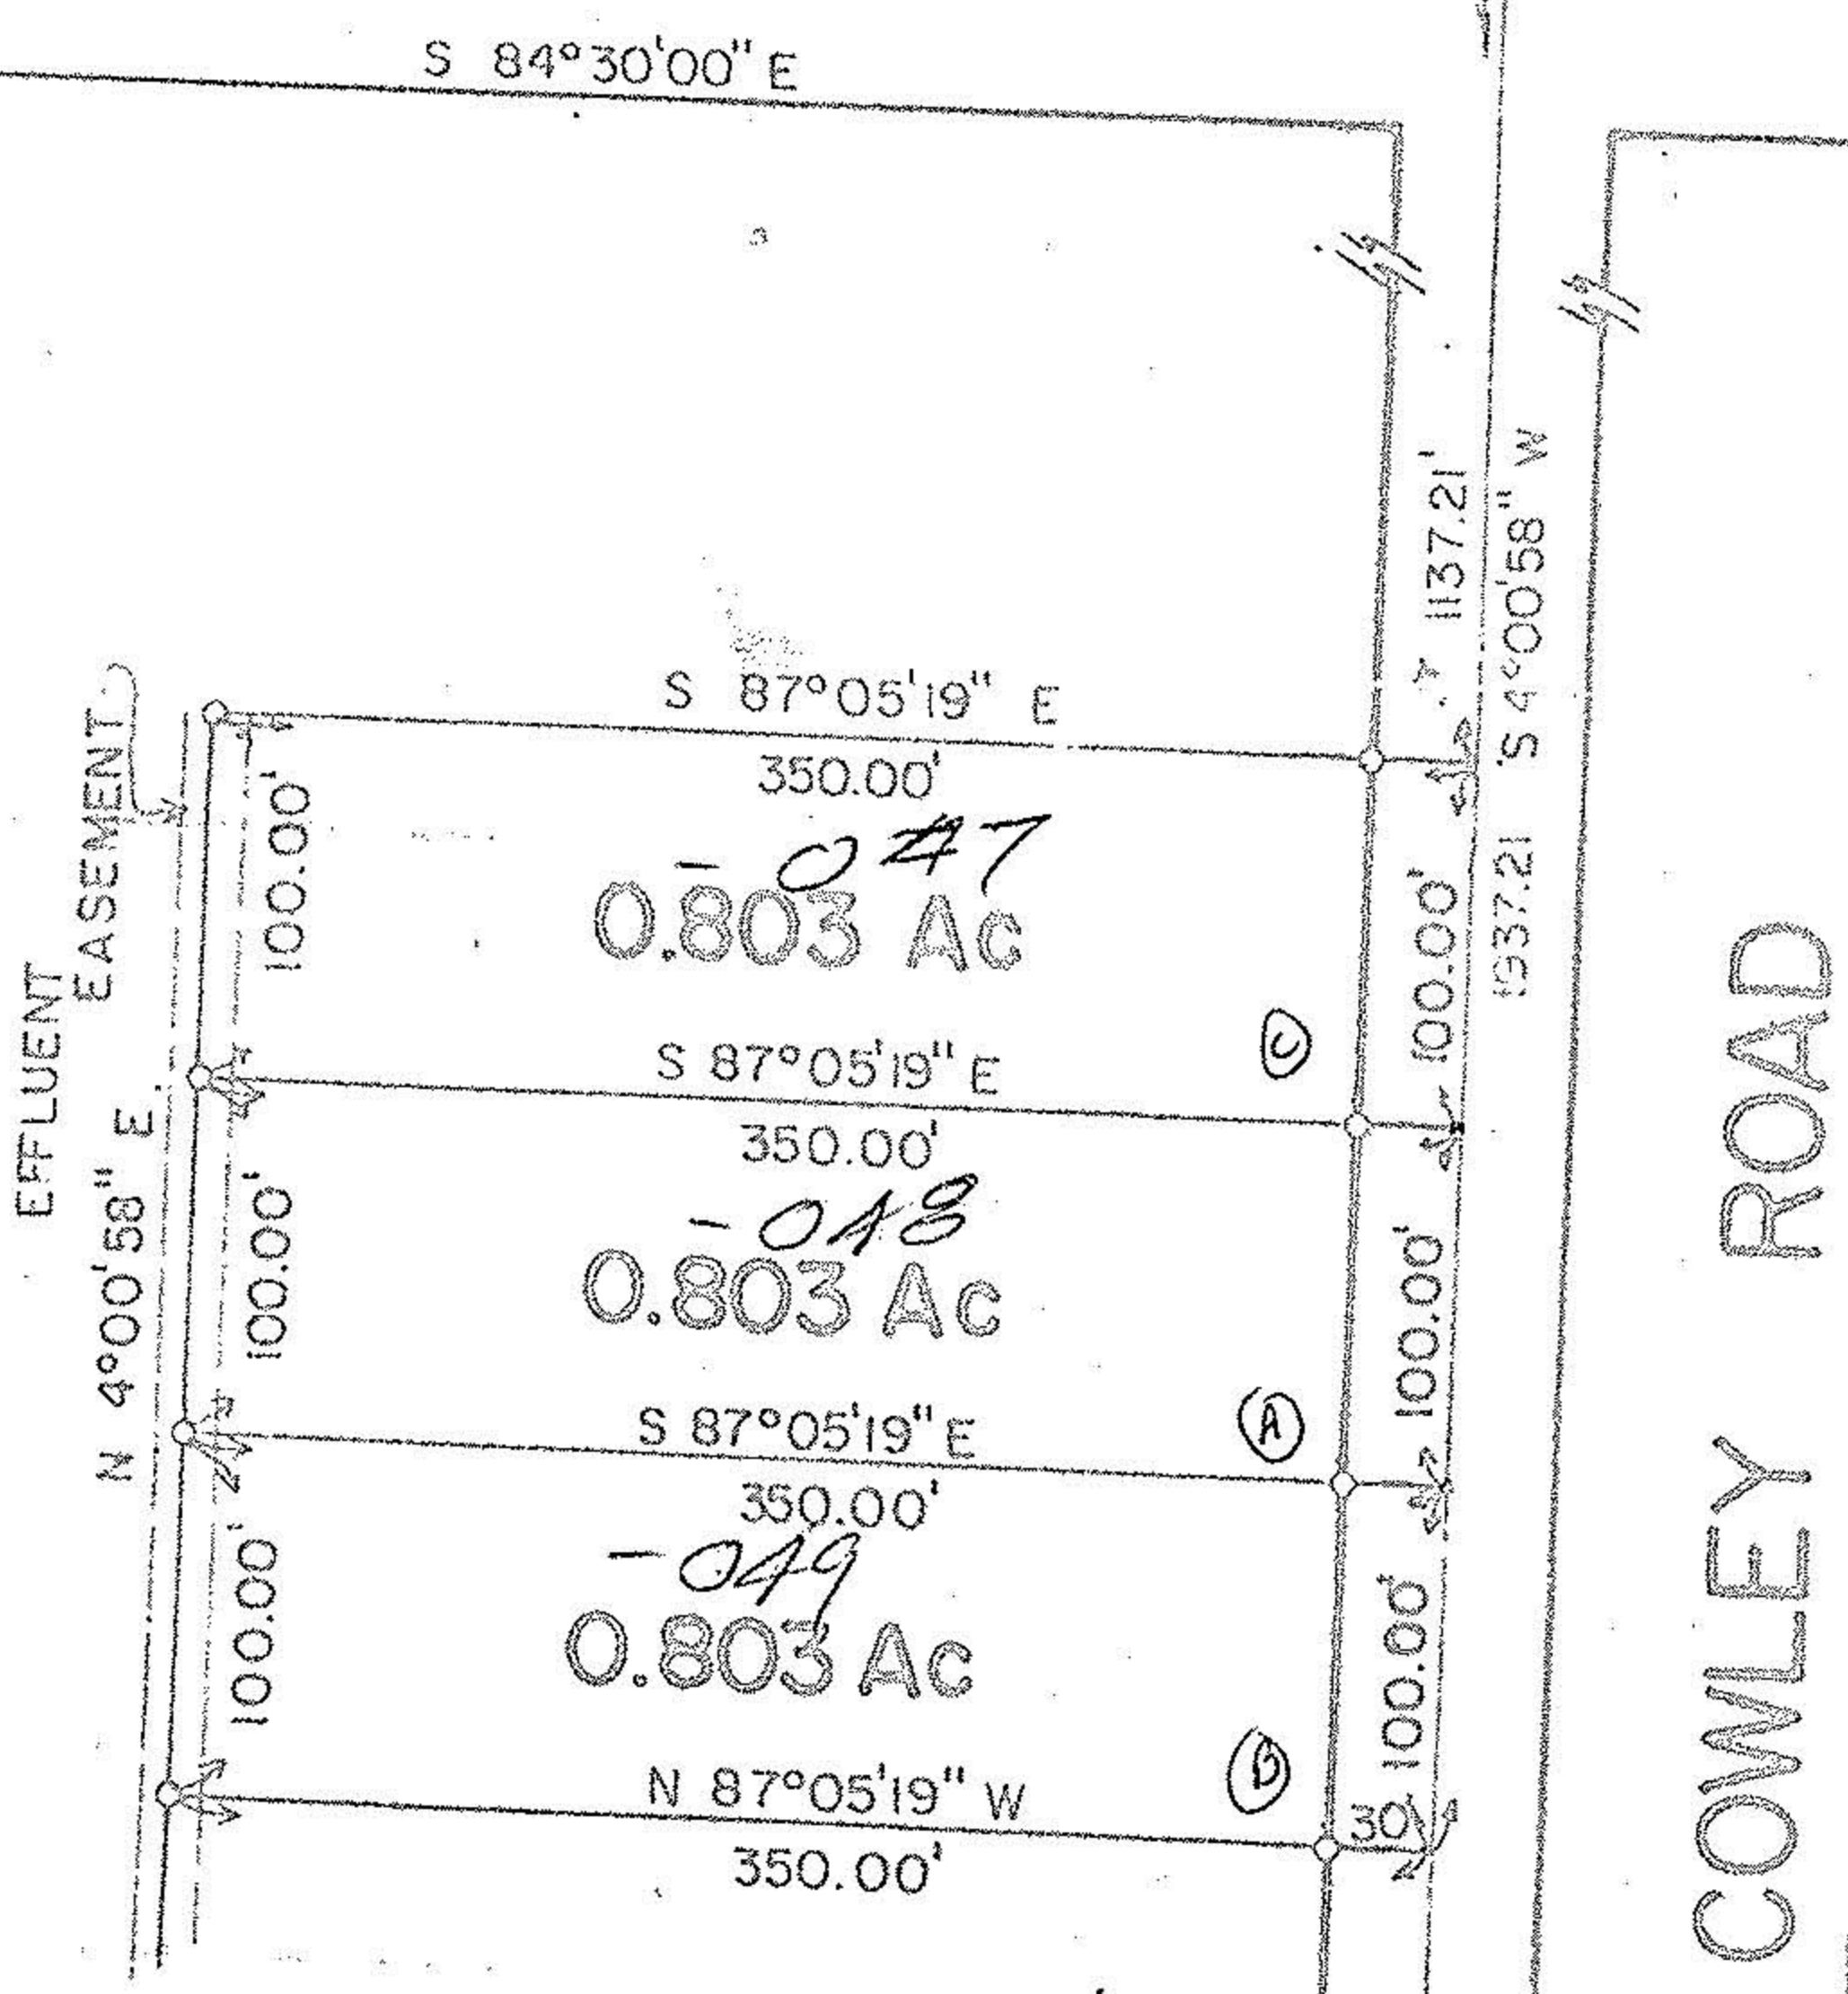 S 84°30'00" E
1137.21'
S 4°00'58" W
1937.21
EFFLUENT
EASEMENT
N 4°00'58" E
S 87°05'19" E
350.00'
100.00'
-047
0.803 Ac
100.00'
C
S 87°05'19" E
350.00'
100.00'
-048
0.803 Ac
100.00'
A
S 87°05'19" E
350.00'
100.00'
-049
0.803 Ac
100.00'
B
N 87°05'19" W
30'
350.00'
COWLEY ROAD